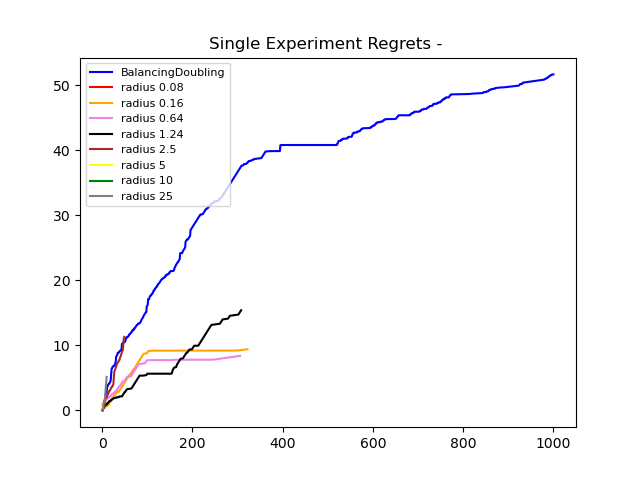 Single Experiment Regrets -
BalancingDoubling
radius 0.08
radius 0.16
radius 0.64
radius 1.24
radius 2.5
radius 5
radius 10
radius 25
50
40
30
20
10
0
0 200 400 600 800 1000